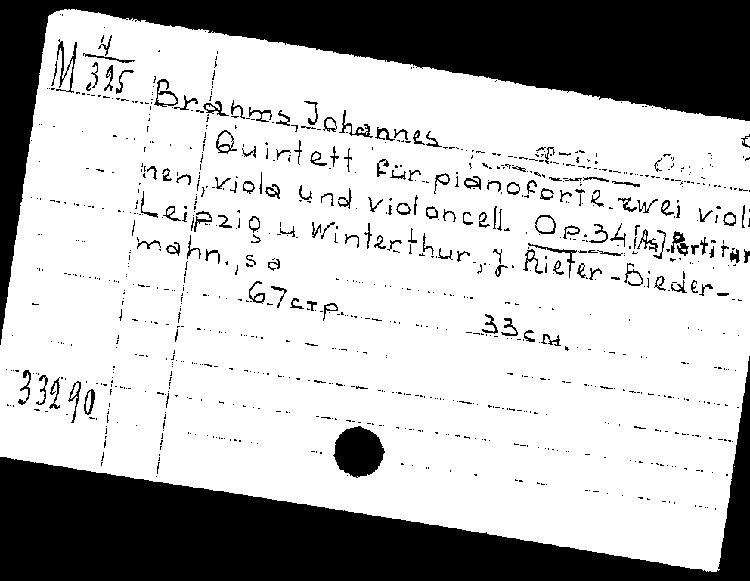 M 4/325
Brahms, Johannes
Quintett für pianoforte zwei violi
nen, viola und violoncell. Op.34.[As]. Partitur
Leipzig u Winterthur, J. Rieter-Bieder-
mann., s a
67 стр. 33 см.
33290